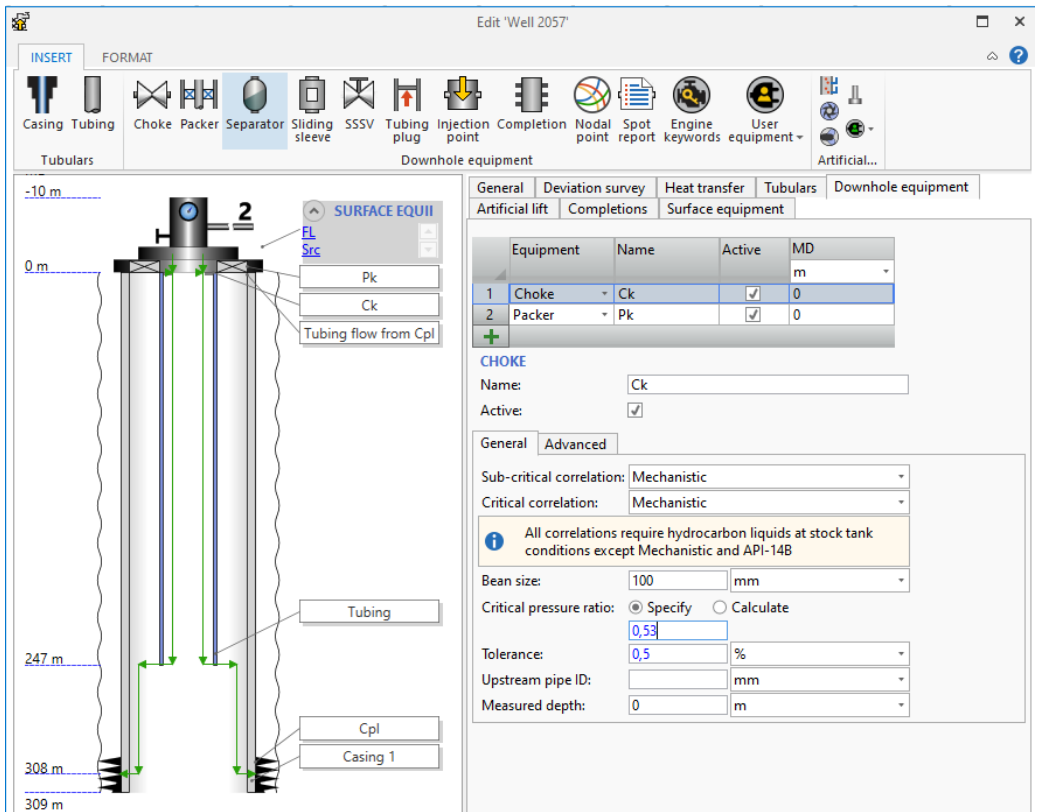 Edit 'Well 2057'
INSERT FORMAT
Casing Tubing Choke Packer Separator Sliding sleeve SSSV Tubing plug Injection point Completion Nodal point Spot report Engine keywords User equipment
Tubulars Downhole equipment Artificial...
-10 m
2
SURFACE EQUII
FL
Src
0 m
Pk
Ck
Tubing flow from Cpl
Tubing
247 m
Cpl
Casing 1
308 m
309 m
General Deviation survey Heat transfer Tubulars Downhole equipment
Artificial lift Completions Surface equipment
Equipment Name Active MD
m
1 Choke Ck 0
2 Packer Pk 0
CHOKE
Name: Ck
Active:
General Advanced
Sub-critical correlation: Mechanistic
Critical correlation: Mechanistic
All correlations require hydrocarbon liquids at stock tank
conditions except Mechanistic and API-14B
Bean size: 100 mm
Critical pressure ratio: Specify Calculate
0,53
Tolerance: 0,5 %
Upstream pipe ID: mm
Measured depth: 0 m